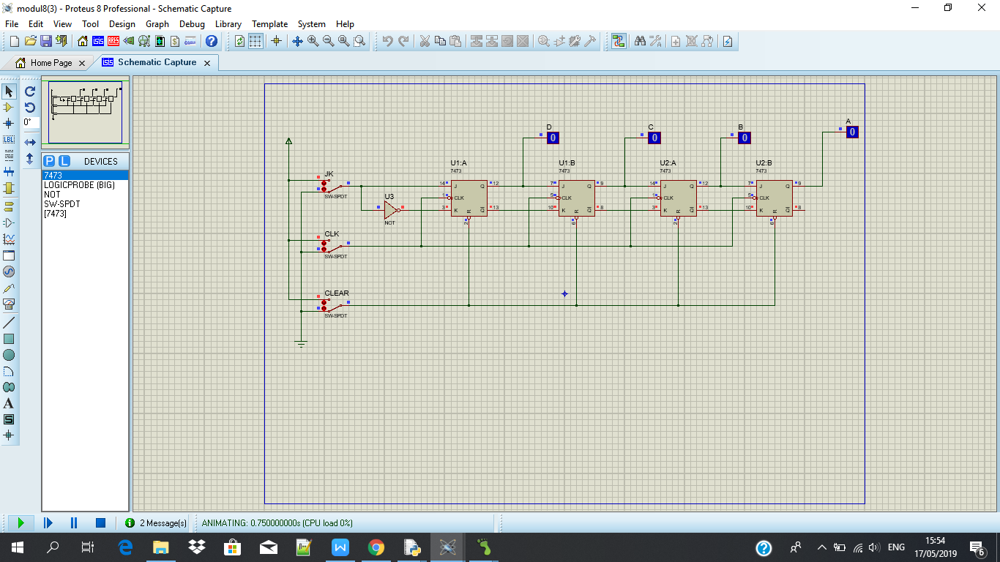 modul8(3) - Proteus 8 Professional - Schematic Capture
File Edit View Tool Design Graph Debug Library Template System Help
Home Page Schematic Capture
0°
P L DEVICES
7473
LOGICPROBE (BIG)
NOT
SW-SPDT
[7473]
LBL
A
S
D C B A
0 0 0 0
U1:A U1:B U2:A U2:B
7473 7473 7473 7473
JK
SW-SPDT
U3
NOT
14 J Q 12 7 J Q 9 14 J Q 12 7 J Q 9
1 CLK 5 CLK 1 CLK 5 CLK
3 K R Q 13 10 K R Q 8 3 K R Q 13 10 K R Q 8
2 6 2 6
CLK
SW-SPDT
CLEAR
SW-SPDT
2 Message(s) ANIMATING: 0.750000000s (CPU load 0%)
ENG 15:54
17/05/2019
6